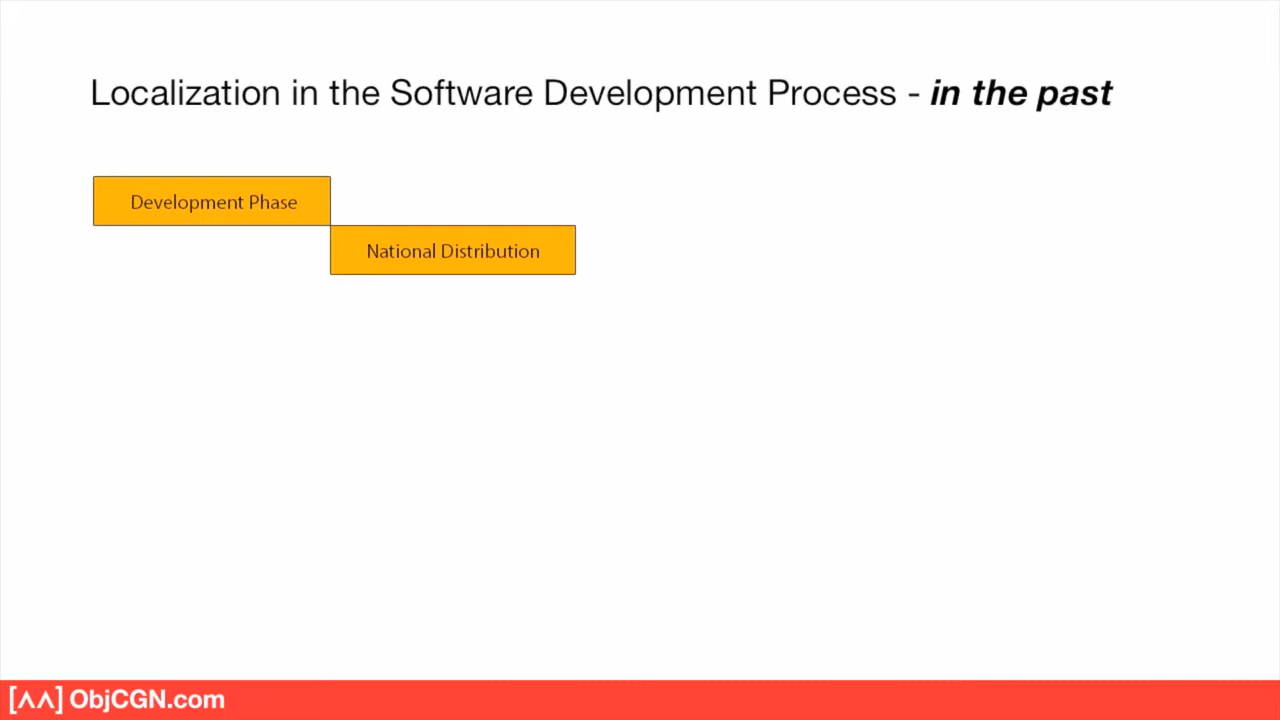 Localization in the Software Development Process - in the past
Development Phase
National Distribution
[ʌʌ] ObjCGN.com